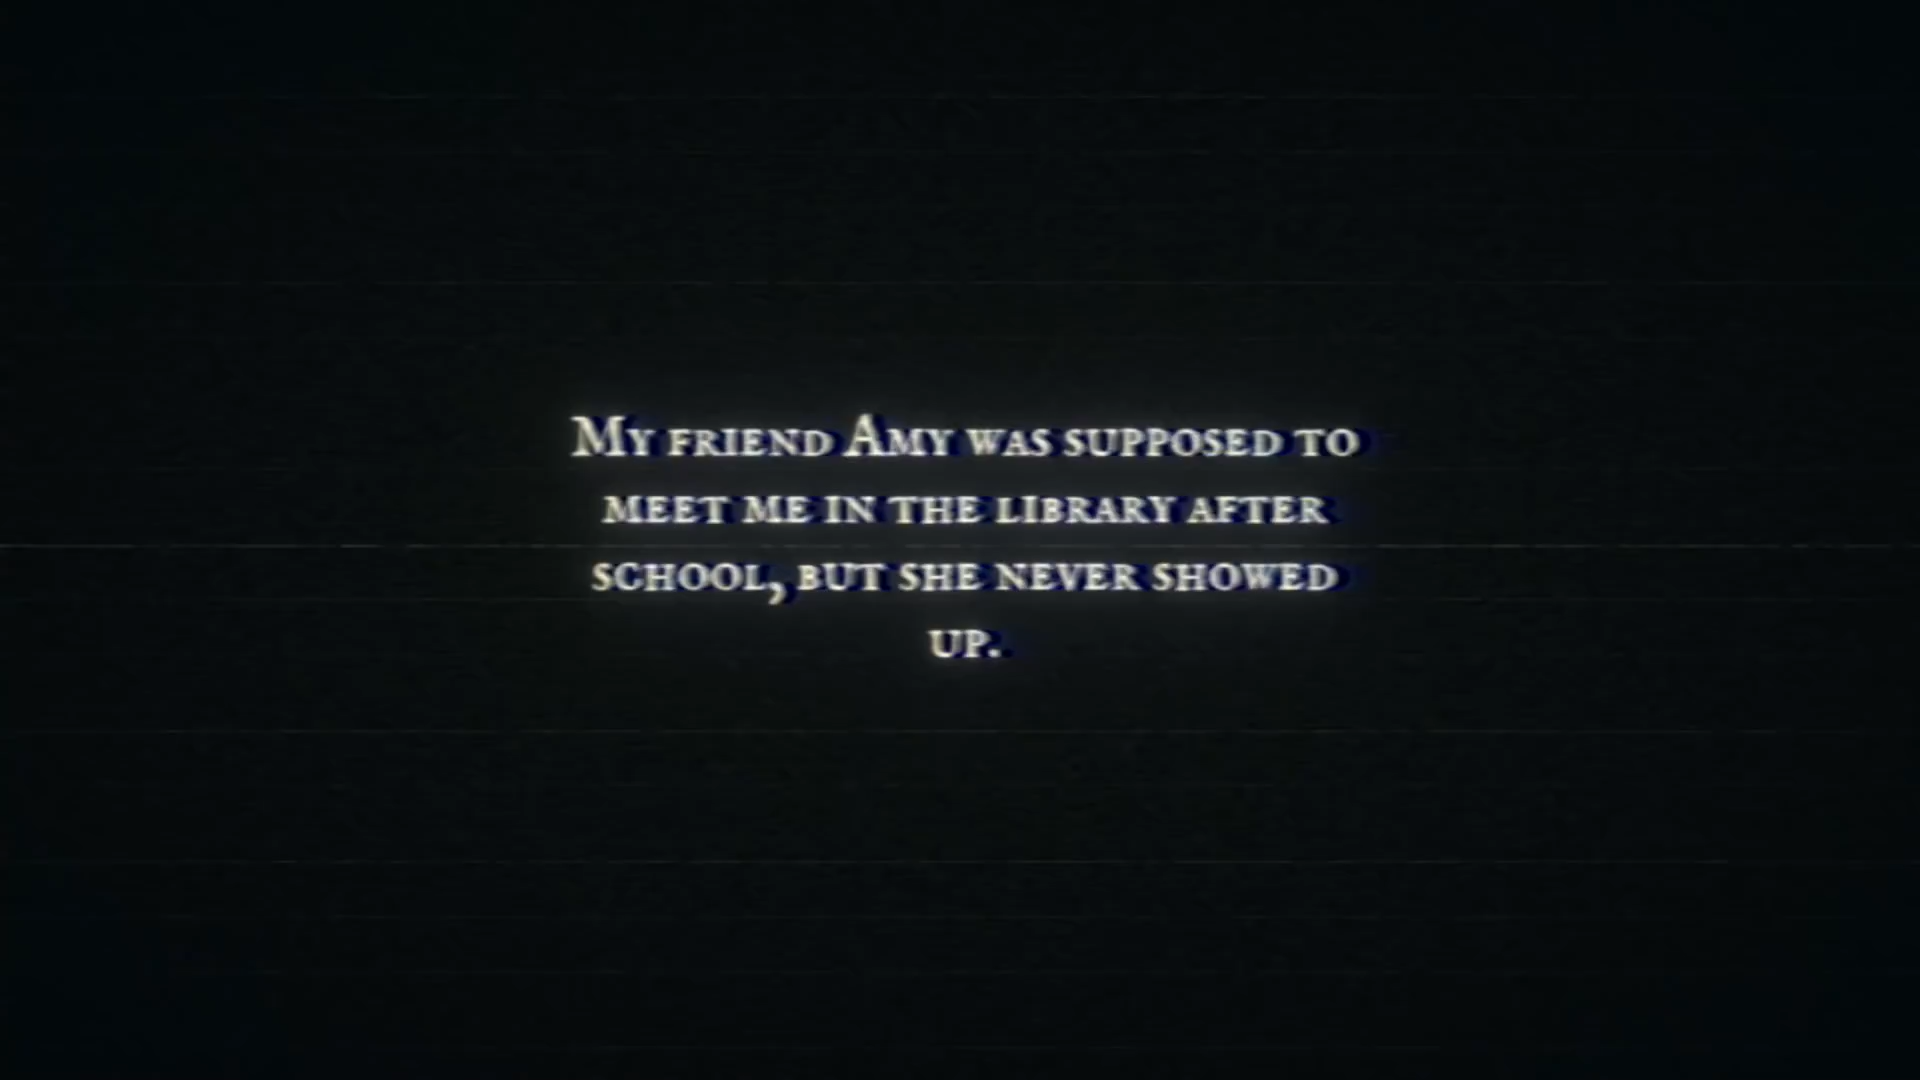 My friend Amy was supposed to
meet me in the library after
school, but she never showed
up.